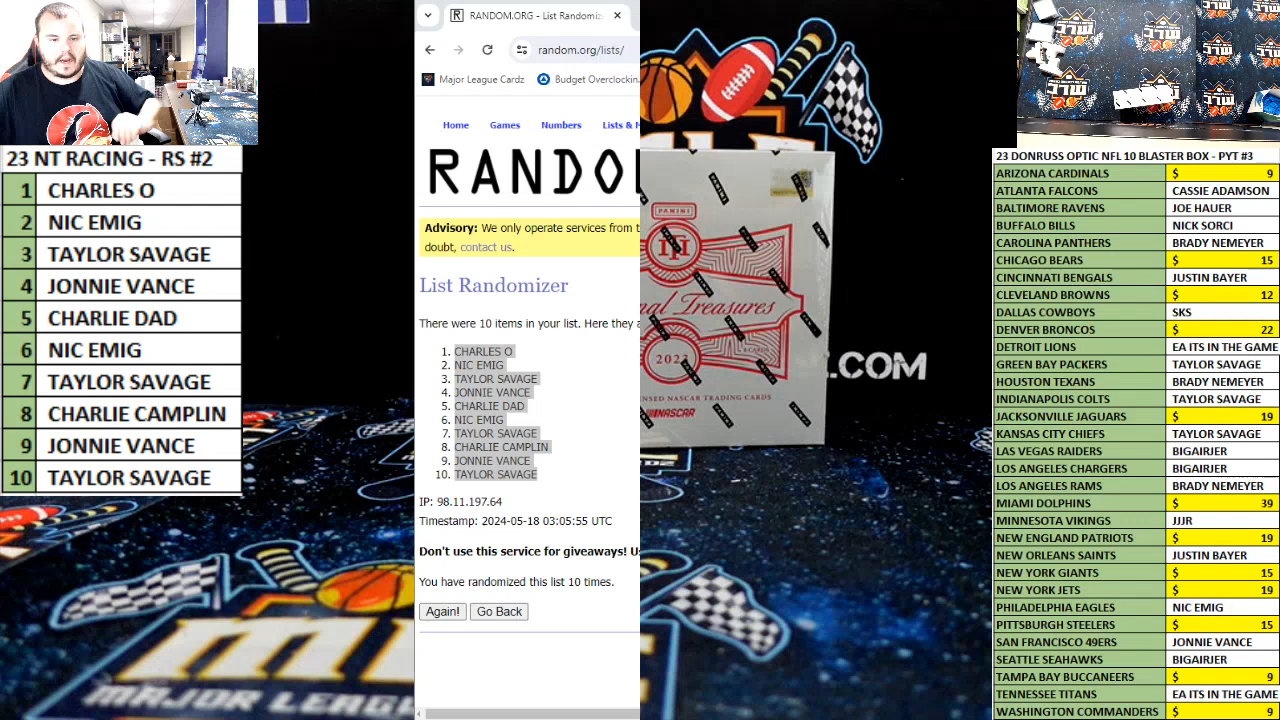 23 NT RACING - RS #2
1 CHARLES O
2 NIC EMIG
3 TAYLOR SAVAGE
4 JONNIE VANCE
5 CHARLIE DAD
6 NIC EMIG
7 TAYLOR SAVAGE
8 CHARLIE CAMPLIN
9 JONNIE VANCE
10 TAYLOR SAVAGE
RANDOM.ORG - List Randomiz
random.org/lists/
Major League Cardz
Budget Overclockin
Home Games Numbers Lists &
RANDO
Advisory: We only operate services from t
doubt, contact us.
List Randomizer
There were 10 items in your list. Here they a
1. CHARLES O
2. NIC EMIG
3. TAYLOR SAVAGE
4. JONNIE VANCE
5. CHARLIE DAD
6. NIC EMIG
7. TAYLOR SAVAGE
8. CHARLIE CAMPLIN
9. JONNIE VANCE
10. TAYLOR SAVAGE
IP: 98.11.197.64
Timestamp: 2024-05-18 03:05:55 UTC
Don't use this service for giveaways! U
You have randomized this list 10 times.
Again! Go Back
PANINI
nal Treasures
2023
8 CARDS
ENSED NASCAR TRADING CARDS
NASCAR
.COM
MAJOR LEAG
23 DONRUSS OPTIC NFL 10 BLASTER BOX - PYT #3
ARIZONA CARDINALS $ 9
ATLANTA FALCONS CASSIE ADAMSON
BALTIMORE RAVENS JOE HAUER
BUFFALO BILLS NICK SORCI
CAROLINA PANTHERS BRADY NEMEYER
CHICAGO BEARS $ 15
CINCINNATI BENGALS JUSTIN BAYER
CLEVELAND BROWNS $ 12
DALLAS COWBOYS SKS
DENVER BRONCOS $ 22
DETROIT LIONS EA ITS IN THE GAME
GREEN BAY PACKERS TAYLOR SAVAGE
HOUSTON TEXANS BRADY NEMEYER
INDIANAPOLIS COLTS TAYLOR SAVAGE
JACKSONVILLE JAGUARS $ 19
KANSAS CITY CHIEFS TAYLOR SAVAGE
LAS VEGAS RAIDERS BIGAIRJER
LOS ANGELES CHARGERS BIGAIRJER
LOS ANGELES RAMS BRADY NEMEYER
MIAMI DOLPHINS $ 39
MINNESOTA VIKINGS JJJR
NEW ENGLAND PATRIOTS $ 19
NEW ORLEANS SAINTS JUSTIN BAYER
NEW YORK GIANTS $ 15
NEW YORK JETS $ 19
PHILADELPHIA EAGLES NIC EMIG
PITTSBURGH STEELERS $ 15
SAN FRANCISCO 49ERS JONNIE VANCE
SEATTLE SEAHAWKS BIGAIRJER
TAMPA BAY BUCCANEERS $ 9
TENNESSEE TITANS EA ITS IN THE GAME
WASHINGTON COMMANDERS $ 9